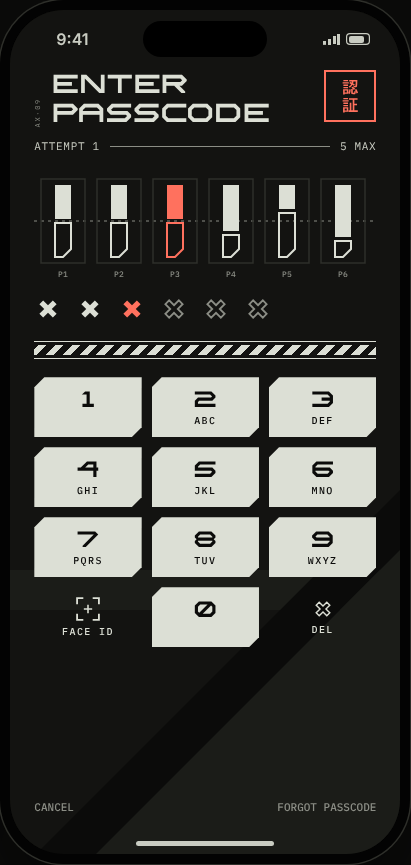 9:41
ENTER
PASSCODE
AX-09
認
証
ATTEMPT 1
5 MAX
P1 P2 P3 P4 P5 P6
1
2 ABC
3 DEF
4 GHI
5 JKL
6 MNO
7 PQRS
8 TUV
9 WXYZ
FACE ID
0
DEL
CANCEL
FORGOT PASSCODE